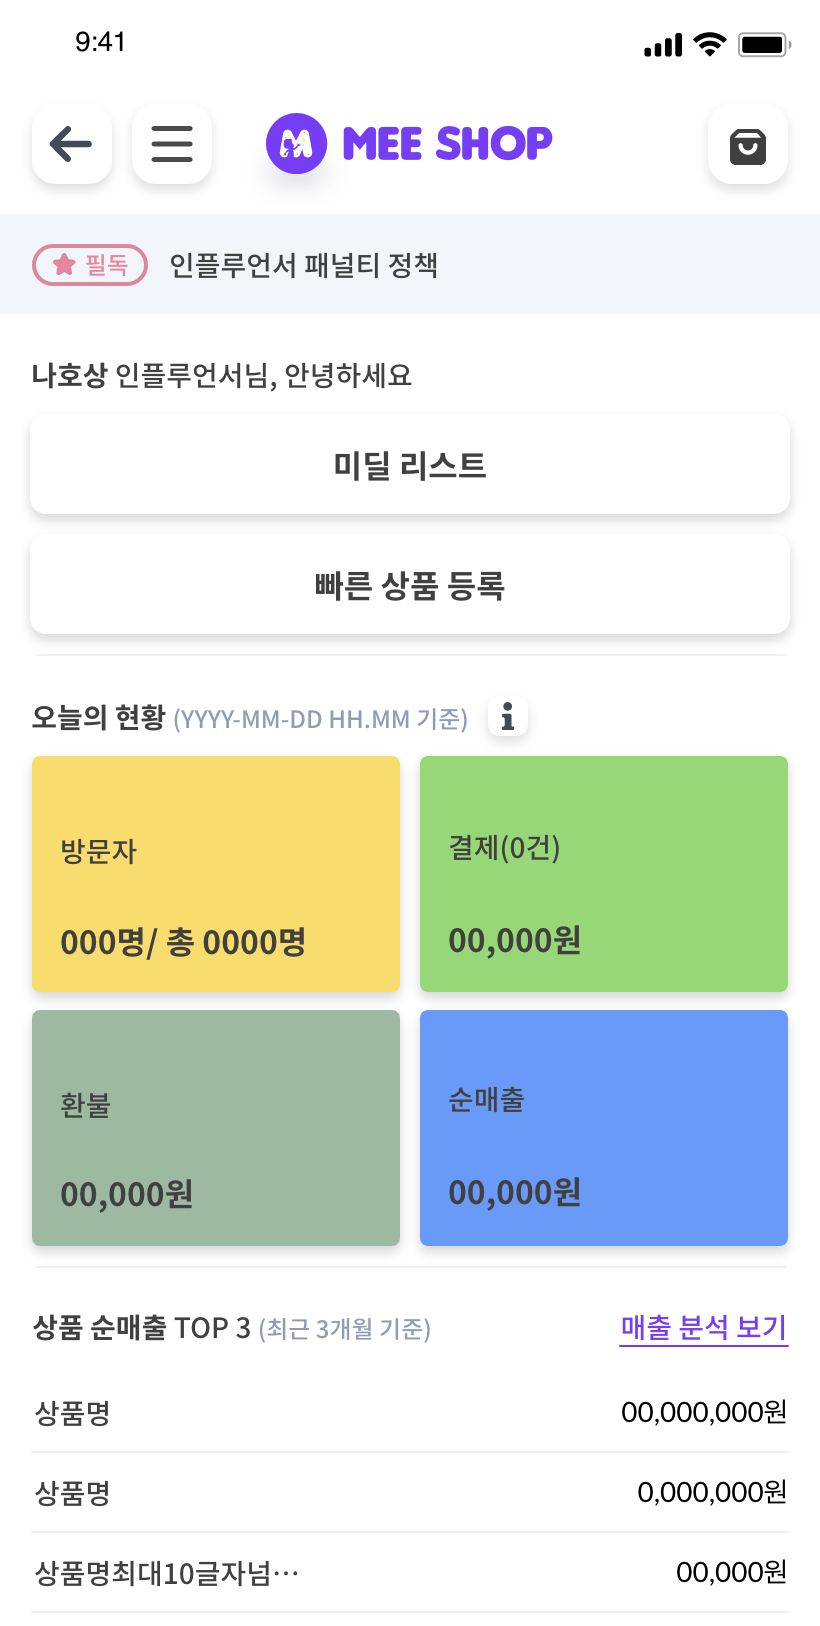 9:41
MEE SHOP
필독 인플루언서 패널티 정책
나호상 인플루언서님, 안녕하세요
미딜 리스트
빠른 상품 등록
오늘의 현황 (YYYY-MM-DD HH.MM 기준)
방문자
000명/ 총 0000명
결제(0건)
00,000원
환불
00,000원
순매출
00,000원
상품 순매출 TOP 3 (최근 3개월 기준) 매출 분석 보기
상품명 00,000,000원
상품명 0,000,000원
상품명최대10글자넘… 00,000원